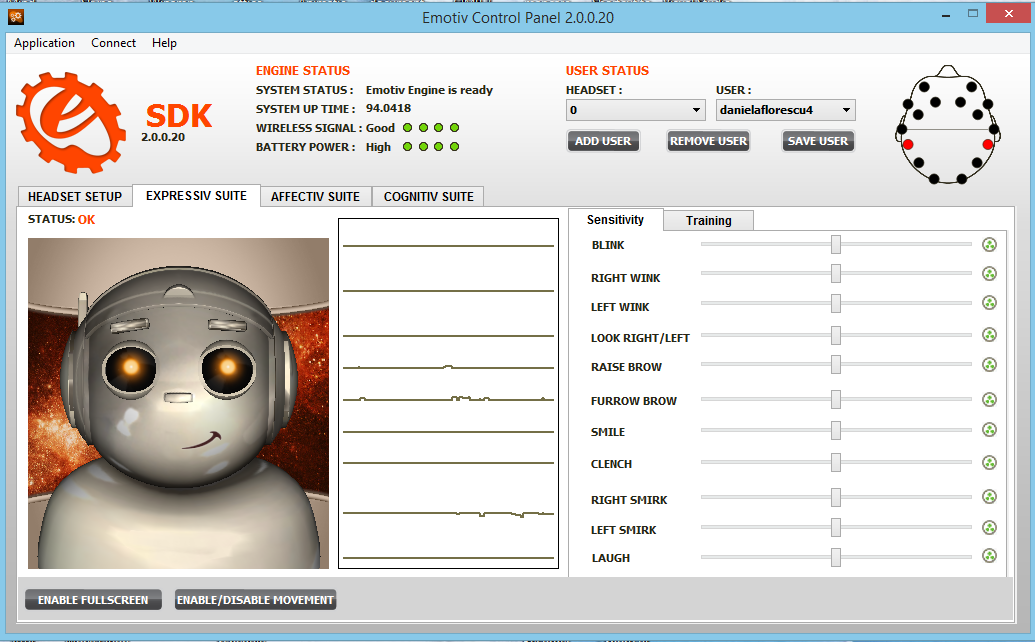 Emotiv Control Panel 2.0.0.20
Application Connect Help
SDK
2.0.0.20
ENGINE STATUS
SYSTEM STATUS : Emotiv Engine is ready
SYSTEM UP TIME : 94.0418
WIRELESS SIGNAL : Good
BATTERY POWER : High
USER STATUS
HEADSET : USER :
0 danielaflorescu4
ADD USER REMOVE USER SAVE USER
HEADSET SETUP EXPRESSIV SUITE AFFECTIV SUITE COGNITIV SUITE
STATUS: OK
Sensitivity Training
BLINK
RIGHT WINK
LEFT WINK
LOOK RIGHT/LEFT
RAISE BROW
FURROW BROW
SMILE
CLENCH
RIGHT SMIRK
LEFT SMIRK
LAUGH
ENABLE FULLSCREEN ENABLE/DISABLE MOVEMENT